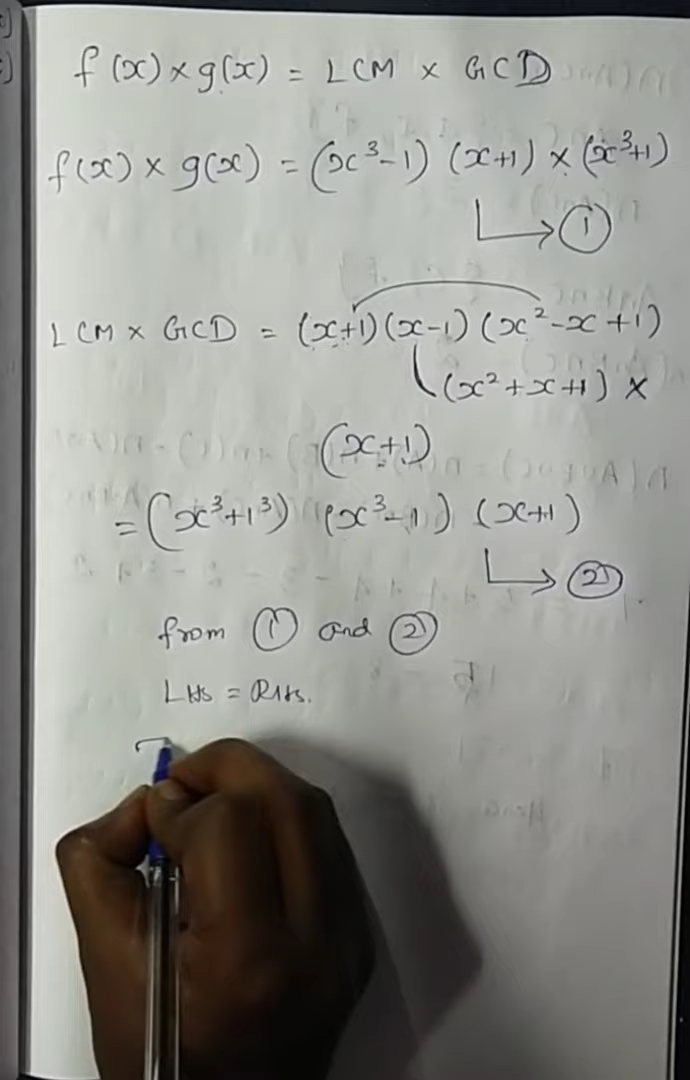 f(x) × g(x) = LCM × GCD
f(x) × g(x) = (x³-1) (x+1) × (x³+1)
①
LCM × GCD = (x+1)(x-1)(x²-x+1)
(x²+x+1) ×
(x+1)
= (x³+1³) (x³-1) (x+1)
②
from ① and ②
LHS = RHS.